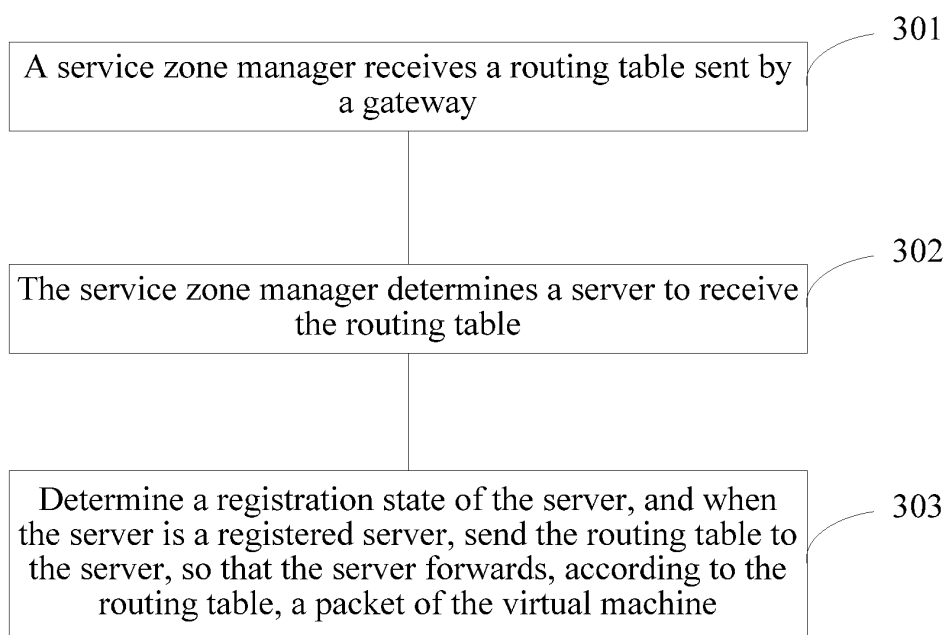 301
A service zone manager receives a routing table sent by
a gateway
302
The service zone manager determines a server to receive
the routing table
303
Determine a registration state of the server, and when
the server is a registered server, send the routing table to
the server, so that the server forwards, according to the
routing table, a packet of the virtual machine